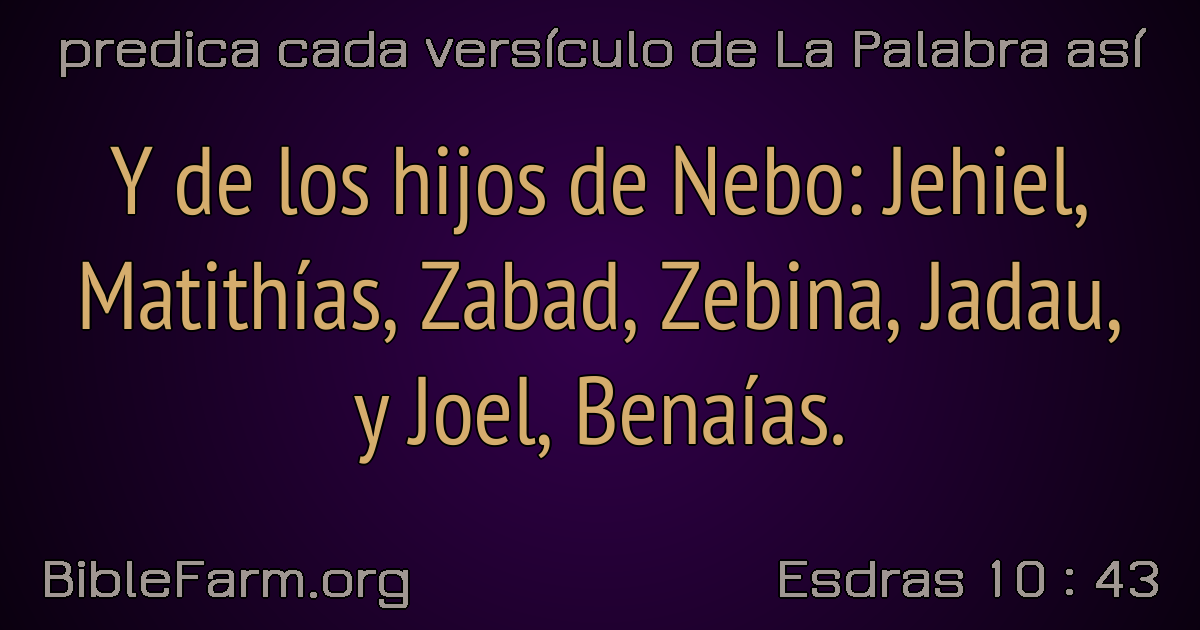 predica cada versículo de La Palabra así
Y de los hijos de Nebo: Jehiel,
Matithías, Zabad, Zebina, Jadau,
y Joel, Benaías.
BibleFarm.org
Esdras 10 : 43